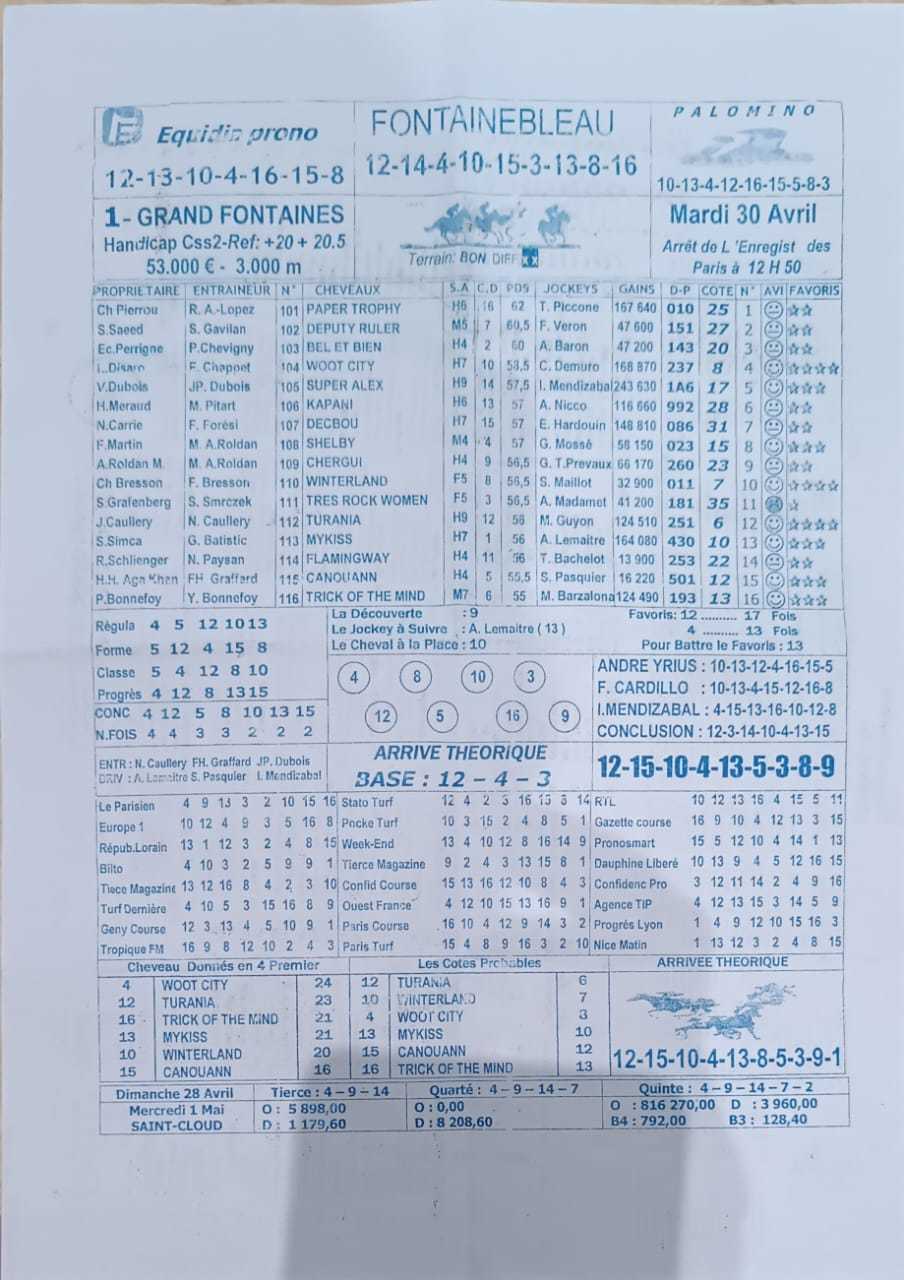 Equidia prono
12-13-10-4-16-15-8
FONTAINEBLEAU
12-14-4-10-15-3-13-8-16
PALOMINO
10-13-4-12-16-15-5-8-3
1- GRAND FONTAINES
Handicap Css2-Ref: +20 + 20.5
53.000 € - 3.000 m
Terrain: BON DIFF XX
Mardi 30 Avril
Arrêt de L 'Enregist des
Paris à 12 H 50
PROPRIETAIRE ENTRAINEUR N° CHEVEAUX S.A C.D PDS JOCKEYS GAINS D-P COTE N° AVI FAVORIS
Ch Pierrou R. A.-Lopez 101 PAPER TROPHY H6 16 62 T. Piccone 167 640 010 25 1 ☆☆
S.Saeed S. Gavilan 102 DEPUTY RULER M5 7 60,5 F. Veron 47 600 151 27 2 ☆☆
Ec.Perrigne P.Chevigny 103 BEL ET BIEN H4 2 60 A. Baron 47 200 143 20 3 ☆☆
L..Disaro F. Chappet 104 WOOT CITY H7 10 58,5 C. Demuro 168 870 237 8 4 ☆☆☆☆
V.Dubois JP. Dubois 105 SUPER ALEX H9 14 57,5 I. Mendizabal 243 630 1A6 17 5 ☆☆☆
H.Meraud M. Pitart 106 KAPANI H6 13 57 A. Nicco 116 660 992 28 6 ☆☆
N.Carrie F. Forési 107 DECBOU H7 15 57 E. Hardouin 148 810 086 31 7 ☆☆
F.Martin M. A.Roldan 108 SHELBY M4 4 57 G. Mossé 58 150 023 15 8 ☆☆☆
A.Roldan M. M. A.Roldan 109 CHERGUI H4 9 56,5 G. T.Prevaux 66 170 260 23 9 ☆☆
Ch Bresson F. Bresson 110 WINTERLAND F5 8 56,5 S. Maillot 32 900 011 7 10 ☆☆☆☆
S.Grafenberg S. Smrczek 111 TRES ROCK WOMEN F5 3 56,5 A. Madamet 41 200 181 35 11 ☆
J.Caullery N. Caullery 112 TURANIA H9 12 56 M. Guyon 124 510 251 6 12 ☆☆☆☆
S.Simca G. Batistic 113 MYKISS H7 1 56 A. Lemaitre 164 080 430 10 13 ☆☆☆
R.Schlienger N. Paysan 114 FLAMINGWAY H4 11 56 T. Bachelot 13 900 253 22 14 ☆☆
H.H. Aga Khan FH Graffard 115 CANOUANN H4 5 55,5 S. Pasquier 16 220 501 12 15 ☆☆☆
P.Bonnefoy Y. Bonnefoy 116 TRICK OF THE MIND M7 6 55 M. Barzalona 124 490 193 13 16 ☆☆☆
Régula 4 5 12 10 13
Forme 5 12 4 15 8
Classe 5 4 12 8 10
Progrès 4 12 8 13 15
CONC 4 12 5 8 10 13 15
N.FOIS 4 4 3 3 2 2 2
La Découverte : 9
Le Jockey à Suivre : A. Lemaitre ( 13 )
Le Cheval à la Place : 10
4 8 10 3
12 5 16 9
Favoris: 12 .......... 17 Fois
4 .......... 13 Fois
Pour Battre le Favoris : 13
ANDRE YRIUS : 10-13-12-4-16-15-5
F. CARDILLO : 10-13-4-15-12-16-8
I.MENDIZABAL : 4-15-13-16-10-12-8
CONCLUSION : 12-3-14-10-4-13-15
ENTR : N. Caullery FH. Graffard JP. Dubois
DRIV : A. Lemaitre S. Pasquier I. Mendizabal
ARRIVE THEORIQUE
BASE : 12 – 4 – 3
12-15-10-4-13-5-3-8-9
Le Parisien 4 9 13 3 2 10 15 16 Stato Turf 12 4 2 3 16 13 8 14 RTL 10 12 13 16 4 15 5 11
Europe 1 10 12 4 9 3 5 16 8 Pocke Turf 10 3 15 2 4 8 5 1 Gazette course 16 9 10 4 12 13 3 15
Répub.Lorain 13 1 12 3 2 4 8 15 Week-End 13 4 10 12 8 16 14 9 Pronosmart 15 5 12 10 4 14 1 13
Bilto 4 10 3 2 5 9 9 1 Tierce Magazine 9 2 4 3 13 15 8 1 Dauphine Liberé 10 13 9 4 5 12 16 15
Tiece Magazine 13 12 16 8 4 2 3 10 Confid Course 15 13 16 12 10 8 4 3 Confidenc Pro 3 12 11 14 2 4 9 16
Turf Dernière 4 10 5 3 15 16 8 9 Ouest France 4 12 10 15 13 16 9 1 Agence TIP 4 12 13 15 3 14 5 9
Geny Course 12 3 13 4 5 10 9 1 Paris Course 16 10 4 12 9 14 3 2 Progrés Lyon 1 4 9 12 10 15 16 3
Tropique FM 16 9 8 12 10 2 4 3 Paris Turf 15 4 8 9 16 3 2 10 Nice Matin 1 13 12 3 2 4 8 15
Cheveau Donnés en 4 Premier
4 WOOT CITY 24
12 TURANIA 23
16 TRICK OF THE MIND 21
13 MYKISS 21
10 WINTERLAND 20
15 CANOUANN 16
Les Cotes Probables
12 TURANIA 6
10 WINTERLAND 7
4 WOOT CITY 3
13 MYKISS 10
15 CANOUANN 12
16 TRICK OF THE MIND 13
ARRIVEE THEORIQUE
12-15-10-4-13-8-5-3-9-1
Dimanche 28 Avril
Mercredi 1 Mai
SAINT-CLOUD
Tierce : 4 – 9 – 14
O : 5 898,00
D : 1 179,60
Quarté : 4 – 9 – 14 – 7
O : 0,00
D : 8 208,60
Quinte : 4 – 9 – 14 – 7 – 2
O : 816 270,00 D : 3 960,00
B4 : 792,00 B3 : 128,40